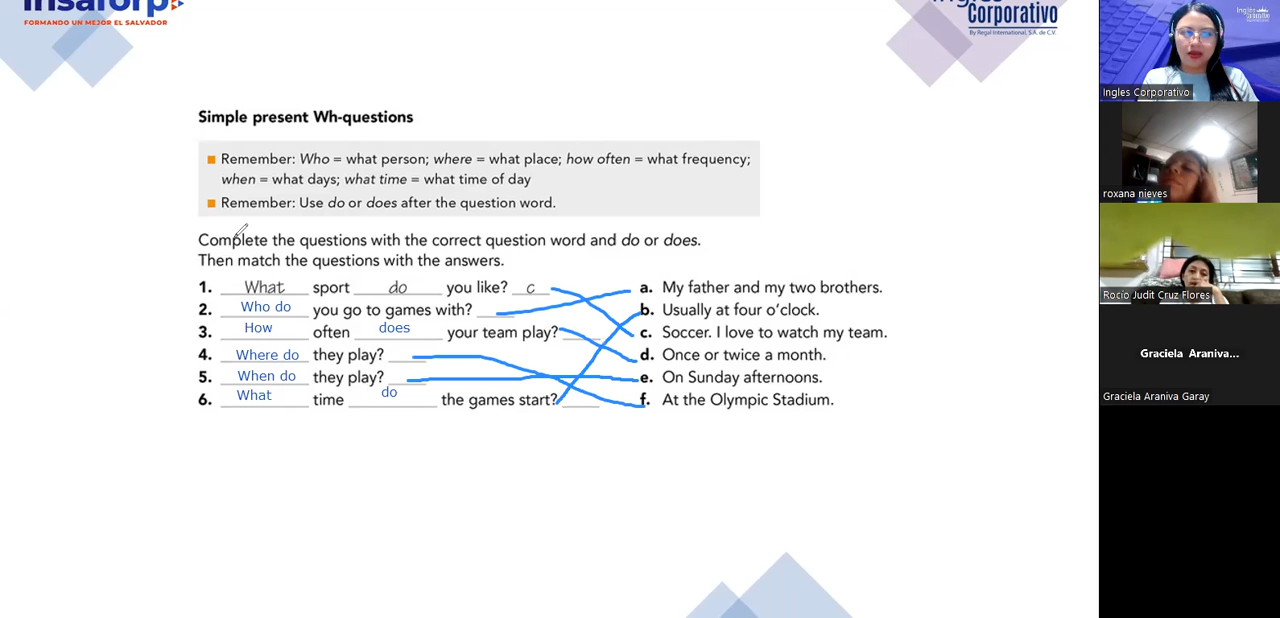 insaforp
FORMANDO UN MEJOR EL SALVADOR
Corporativo
By Regal International, S.A. de C.V.
Simple present Wh-questions
Remember: Who = what person; where = what place; how often = what frequency;
when = what days; what time = what time of day
Remember: Use do or does after the question word.
Complete the questions with the correct question word and do or does.
Then match the questions with the answers.
1. What sport do you like? c
2. Who do you go to games with?
3. How often does your team play?
4. Where do they play?
5. When do they play?
6. What time do the games start?
a. My father and my two brothers.
b. Usually at four o'clock.
c. Soccer. I love to watch my team.
d. Once or twice a month.
e. On Sunday afternoons.
f. At the Olympic Stadium.
Ingles Corporativo
roxana nieves
Rocío Judit Cruz Flores
Graciela Araniva...
Graciela Araniva Garay